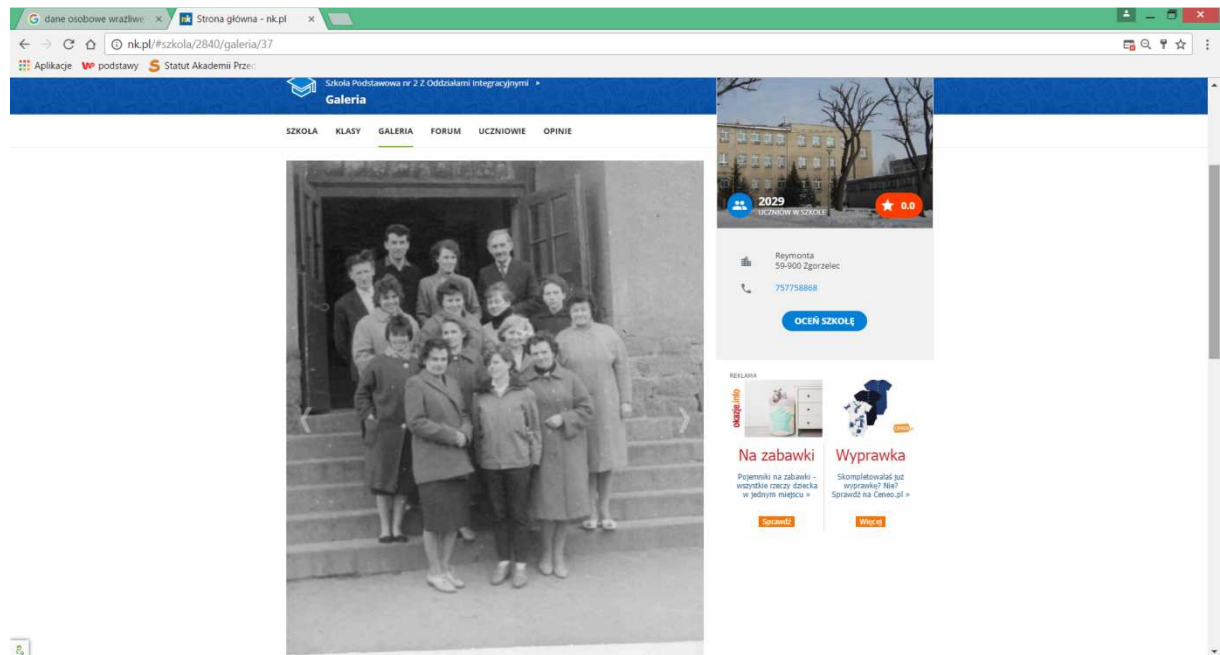 dane osobowe wrażliwe
Strona główna - nk.pl
nk.pl/#szkola/2840/galeria/37
Aplikacje
podstawy
Statut Akademii Przec
Szkoła Podstawowa nr 2 Z Oddziałami Integracyjnymi
Galeria
SZKOŁA KLASY GALERIA FORUM UCZNIOWIE OPINIE
2029
UCZNIÓW W SZKOLE
0.0
Reymonta
59-900 Zgorzelec
757758868
OCEŃ SZKOŁĘ
REKLAMA
okazje.info
Na zabawki
Pojemniki na zabawki -
wszystkie rzeczy dziecka
w jednym miejscu »
Sprawdź
Wyprawka
Skompletowałaś już
wyprawkę? Nie?
Sprawdź na Ceneo.pl »
Więcej